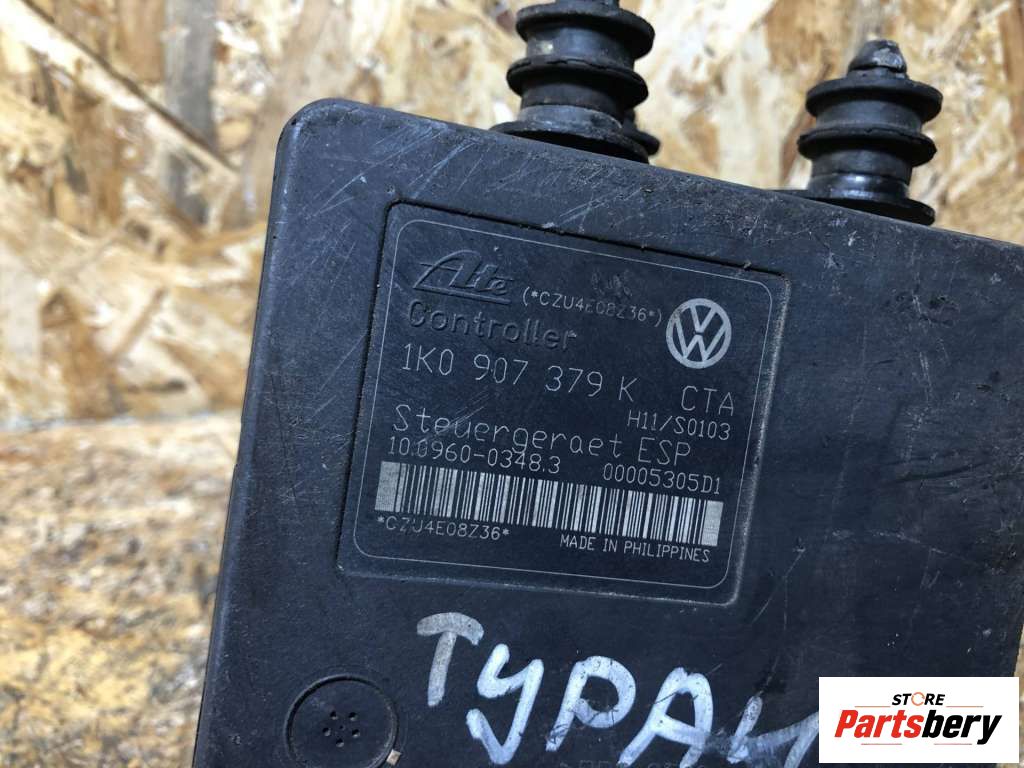 Ate (*CZU4E08Z36*)
Controller
1K0 907 379 K CTA
H11/S0103
Steuergeraet ESP
10.0960-0348.3 00005305D1
*CZU4E08Z36*
MADE IN PHILIPPINES
ТУРАН
STORE
Partsbery